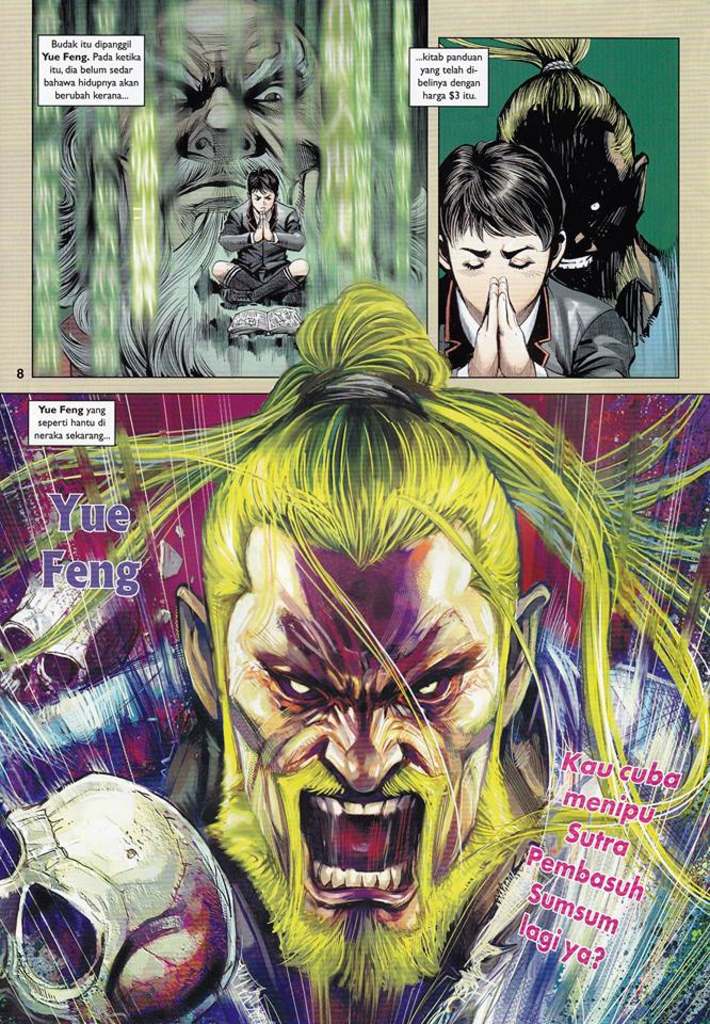 Budak itu dipanggil
Yue Feng. Pada ketika
itu, dia belum sedar
bahawa hidupnya akan
berubah kerana...
...kitab panduan
yang telah di-
belinya dengan
harga $3 itu.
8
Yue Feng yang
seperti hantu di
neraka sekarang...
Yue
Feng
Kau cuba
menipu
Sutra
Pembasuh
Sumsum
lagi ya?